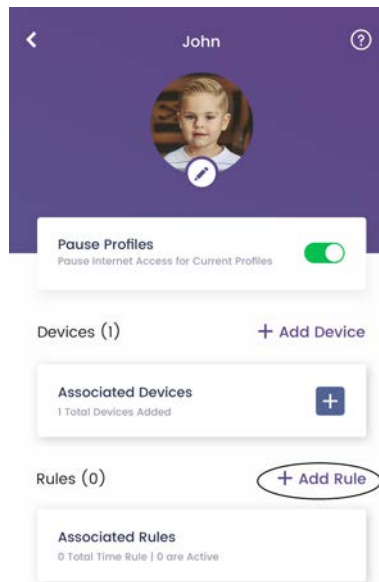 John
Pause Profiles
Pause Internet Access for Current Profiles
Devices (1)
+ Add Device
Associated Devices
1 Total Devices Added
Rules (0)
+ Add Rule
Associated Rules
0 Total Time Rule | 0 are Active